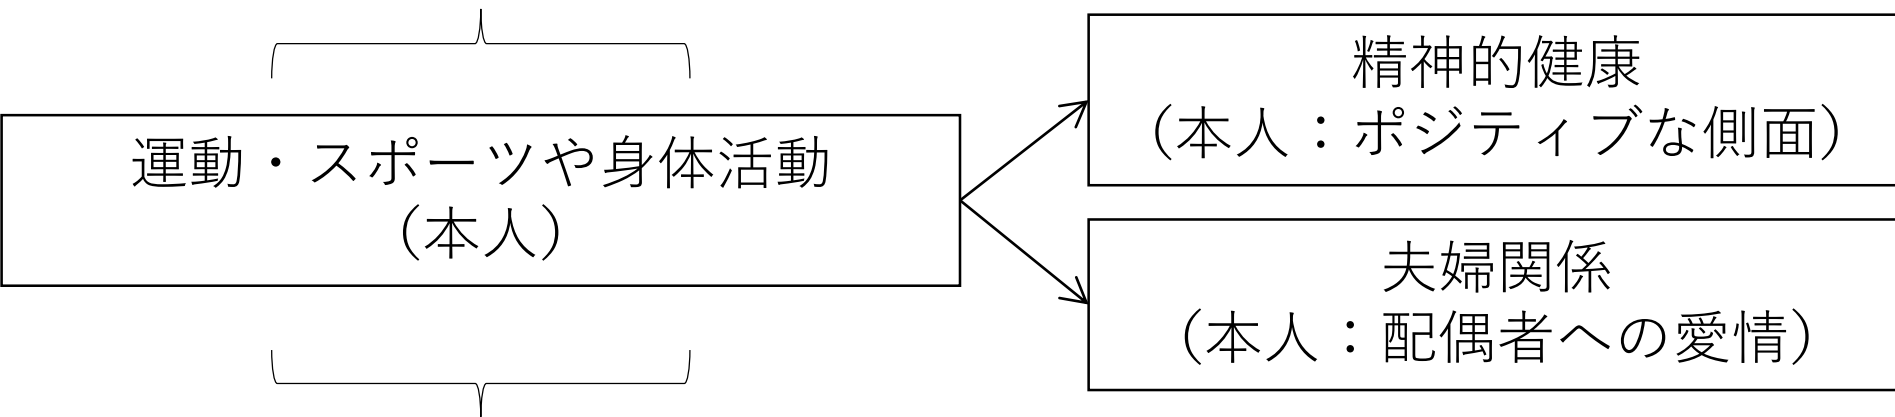 運動・スポーツや身体活動
（本人）
精神的健康
（本人：ポジティブな側面）
夫婦関係
（本人：配偶者への愛情）